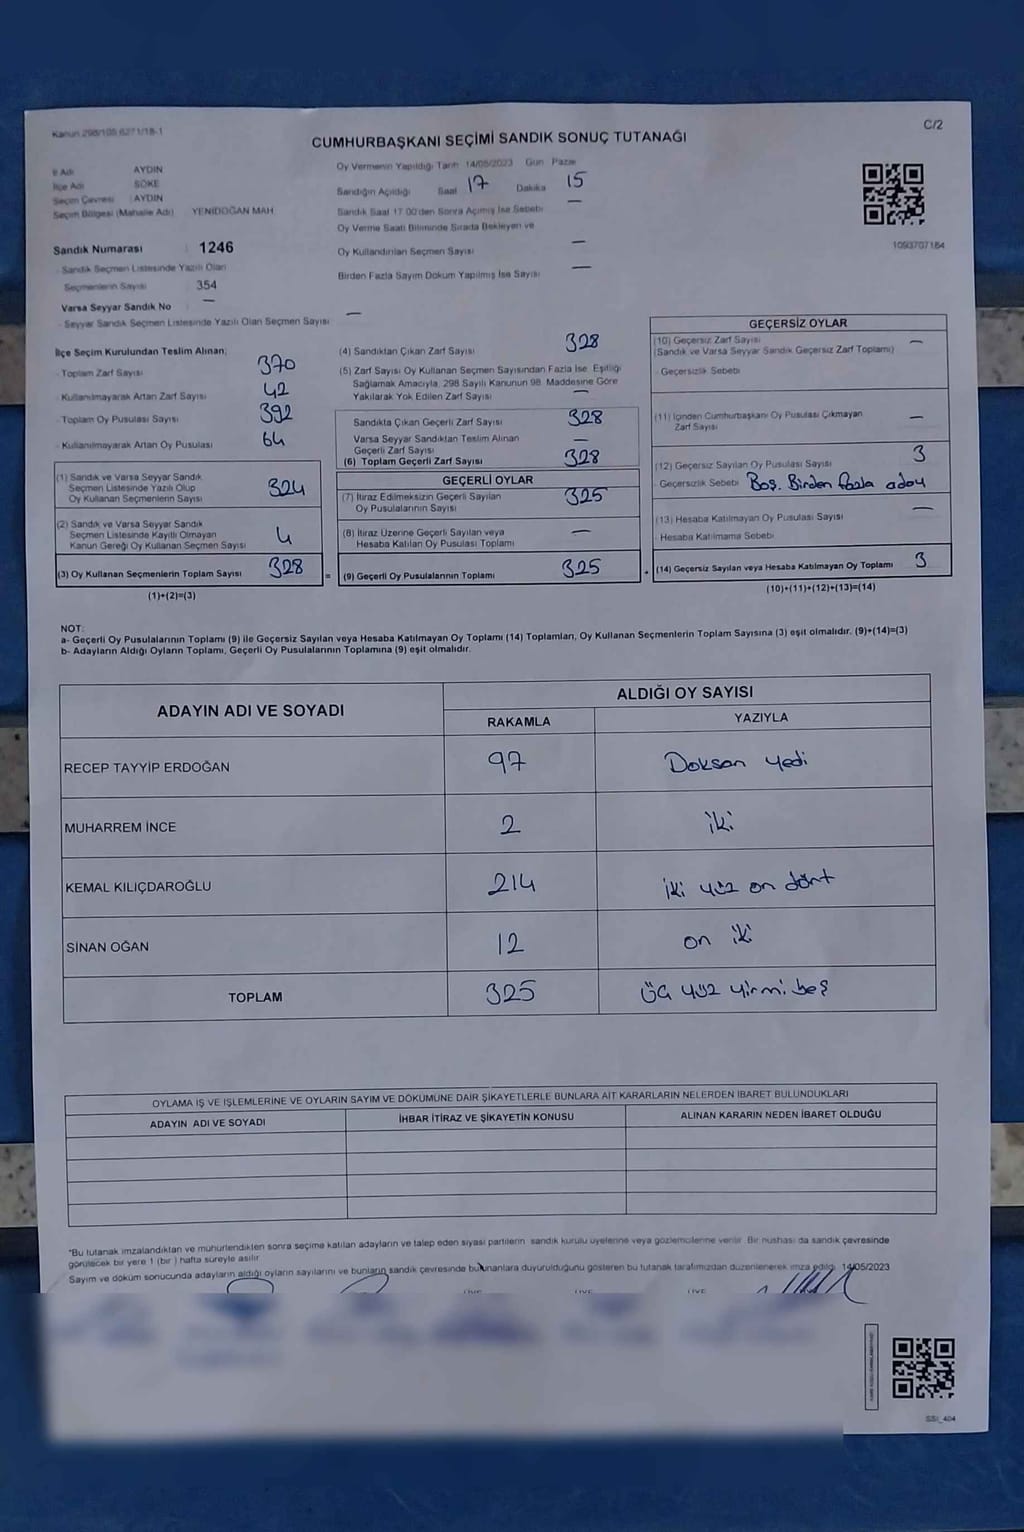 Kanun 298/105 6271/18-1
C/2
CUMHURBAŞKANI SEÇİMİ SANDIK SONUÇ TUTANAĞI
İl Adı AYDIN
İlçe Adı SÖKE
Seçim Çevresi : AYDIN
Seçim Bölgesi (Mahalle Adı) YENİDOĞAN MAH
Oy Vermenin Yapıldığı Tarih 14/05/2023 Gün Pazar
Sandığın Açıldığı Saat 17 Dakika 15
Sandık Saat 17:00'den Sonra Açılmış İse Sebebi —
Oy Verme Saati Bitiminde Sırada Bekleyen ve
Oy Kullandırılan Seçmen Sayısı —
Birden Fazla Sayım Döküm Yapılmış İse Sayısı —
1093707184
Sandık Numarası : 1246
- Sandık Seçmen Listesinde Yazılı Olan
Seçmenlerin Sayısı 354
Varsa Seyyar Sandık No —
- Seyyar Sandık Seçmen Listesinde Yazılı Olan Seçmen Sayısı —
İlçe Seçim Kurulundan Teslim Alınan;
- Toplam Zarf Sayısı 370
- Kullanılmayarak Artan Zarf Sayısı 42
- Toplam Oy Pusulası Sayısı 392
- Kullanılmayarak Artan Oy Pusulası 64
(1) Sandık ve Varsa Seyyar Sandık
Seçmen Listesinde Yazılı Olup
Oy Kullanan Seçmenlerin Sayısı 324
(2) Sandık ve Varsa Seyyar Sandık
Seçmen Listesinde Kayıtlı Olmayan
Kanun Gereği Oy Kullanan Seçmen Sayısı 4
(3) Oy Kullanan Seçmenlerin Toplam Sayısı 328
(1)+(2)=(3)
(4) Sandıktan Çıkan Zarf Sayısı 328
(5) Zarf Sayısı Oy Kullanan Seçmen Sayısından Fazla İse, Eşitliği
Sağlamak Amacıyla, 298 Sayılı Kanunun 98. Maddesine Göre
Yakılarak Yok Edilen Zarf Sayısı —
Sandıkta Çıkan Geçerli Zarf Sayısı 328
Varsa Seyyar Sandıktan Teslim Alınan
Geçerli Zarf Sayısı —
(6) Toplam Geçerli Zarf Sayısı 328
GEÇERLİ OYLAR
(7) İtiraz Edilmeksizin Geçerli Sayılan
Oy Pusulalarının Sayısı 325
(8) İtiraz Üzerine Geçerli Sayılan veya
Hesaba Katılan Oy Pusulası Toplamı —
= (9) Geçerli Oy Pusulalarının Toplamı 325
GEÇERSİZ OYLAR
(10) Geçersiz Zarf Sayısı —
(Sandık ve Varsa Seyyar Sandık Geçersiz Zarf Toplamı)
- Geçersizlik Sebebi
(11) İçinden Cumhurbaşkanı Oy Pusulası Çıkmayan
Zarf Sayısı —
(12) Geçersiz Sayılan Oy Pusulası Sayısı 3
- Geçersizlik Sebebi Boş. Birden fazla aday
(13) Hesaba Katılmayan Oy Pusulası Sayısı —
- Hesaba Katılmama Sebebi
+ (14) Geçersiz Sayılan veya Hesaba Katılmayan Oy Toplamı 3
(10)+(11)+(12)+(13)=(14)
NOT:
a- Geçerli Oy Pusulalarının Toplamı (9) ile Geçersiz Sayılan veya Hesaba Katılmayan Oy Toplamı (14) Toplamları, Oy Kullanan Seçmenlerin Toplam Sayısına (3) eşit olmalıdır. (9)+(14)=(3)
b- Adayların Aldığı Oyların Toplamı, Geçerli Oy Pusulalarının Toplamına (9) eşit olmalıdır.
ADAYIN ADI VE SOYADI
ALDIĞI OY SAYISI
RAKAMLA YAZIYLA
RECEP TAYYİP ERDOĞAN 97 Doksan yedi
MUHARREM İNCE 2 iki
KEMAL KILIÇDAROĞLU 214 iki yüz on dört
SİNAN OĞAN 12 on iki
TOPLAM 325 üç yüz yirmi beş
OYLAMA İŞ VE İŞLEMLERİNE VE OYLARIN SAYIM VE DÖKÜMÜNE DAİR ŞİKAYETLERLE BUNLARA AİT KARARLARIN NELERDEN İBARET BULUNDUKLARI
ADAYIN ADI VE SOYADI İHBAR İTİRAZ VE ŞİKAYETİN KONUSU ALINAN KARARIN NEDEN İBARET OLDUĞU
*Bu tutanak imzalandıktan ve mühürlendikten sonra seçime katılan adayların ve talep eden siyasi partilerin sandık kurulu üyelerine veya gözlemcilerine verilir. Bir nüshası da sandık çevresinde
görülecek bir yere 1 (bir) hafta süreyle asılır.
Sayım ve döküm sonucunda adayların aldığı oyların sayılarını ve bunların sandık çevresinde bulunanlara duyurulduğunu gösteren bu tutanak tarafımızdan düzenlenerek imza edildi. 14/05/2023
SSİ_404